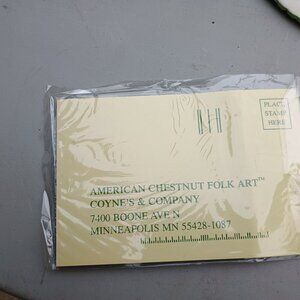 PLACE
STAMP
HERE
AMERICAN CHESTNUT FOLK ART™
COYNE'S & COMPANY
7400 BOONE AVE N
MINNEAPOLIS MN 55428-1087